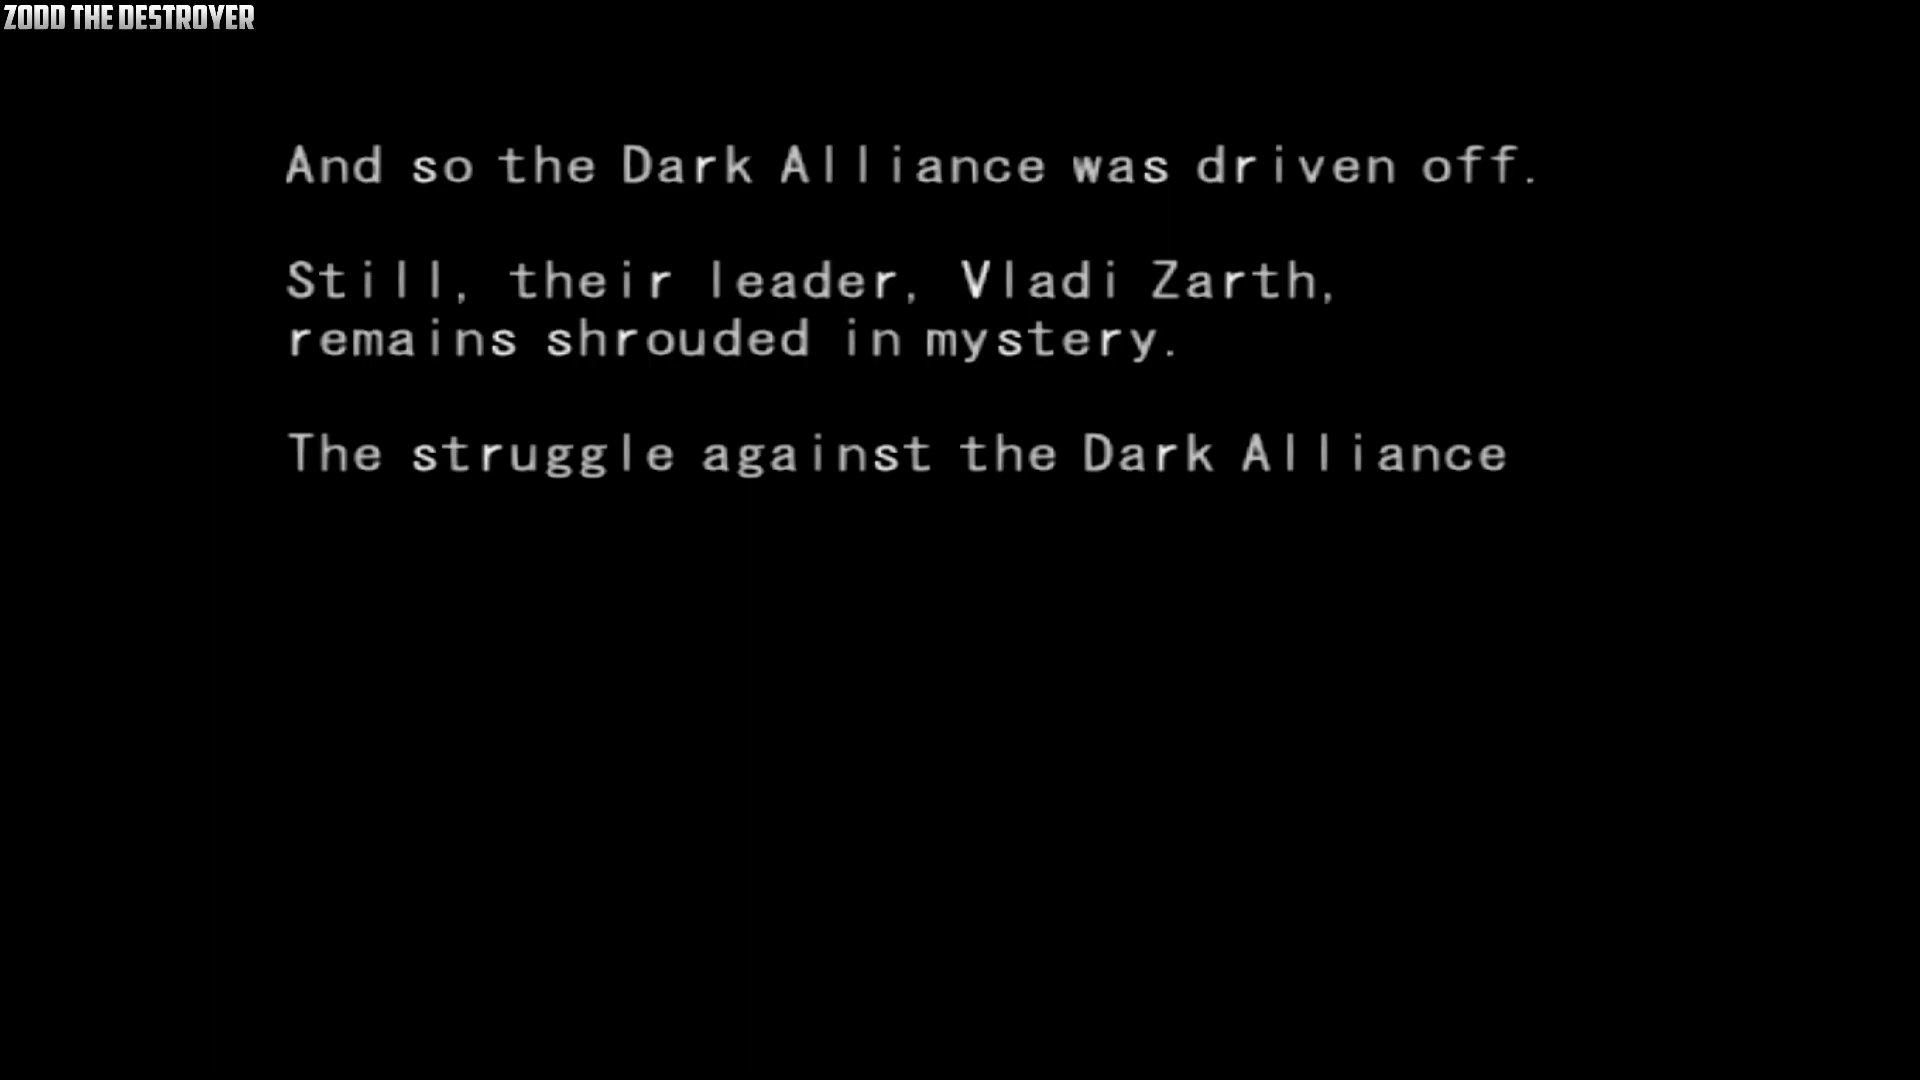 ZODD THE DESTROYER
And so the Dark Alliance was driven off.
Still, their leader, Vladi Zarth,
remains shrouded in mystery.
The struggle against the Dark Alliance